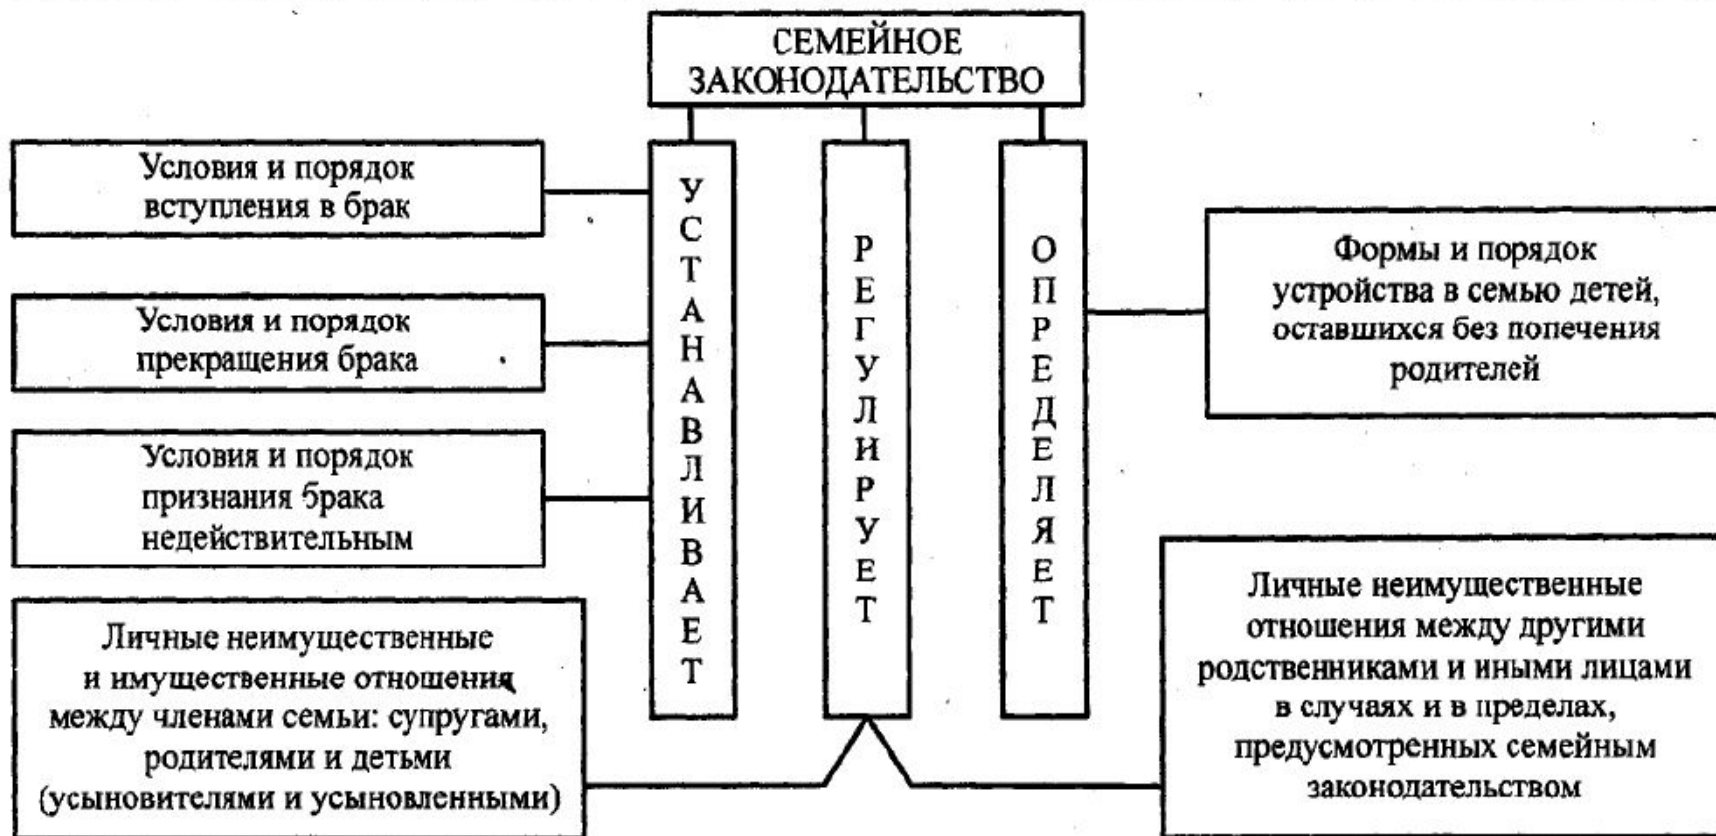 СЕМЕЙНОЕ
ЗАКОНОДАТЕЛЬСТВО
Условия и порядок
вступления в брак
Условия и порядок
прекращения брака
Условия и порядок
признания брака
недействительным
Личные неимущественные
и имущественные отношения
между членами семьи: супругами,
родителями и детьми
(усыновителями и усыновленными)
УСТАНАВЛИВАЕТ
РЕГУЛИРУЕТ
ОПРЕДЕЛЯЕТ
Формы и порядок
устройства в семью детей,
оставшихся без попечения
родителей
Личные неимущественные
отношения между другими
родственниками и иными лицами
в случаях и в пределах,
предусмотренных семейным
законодательством